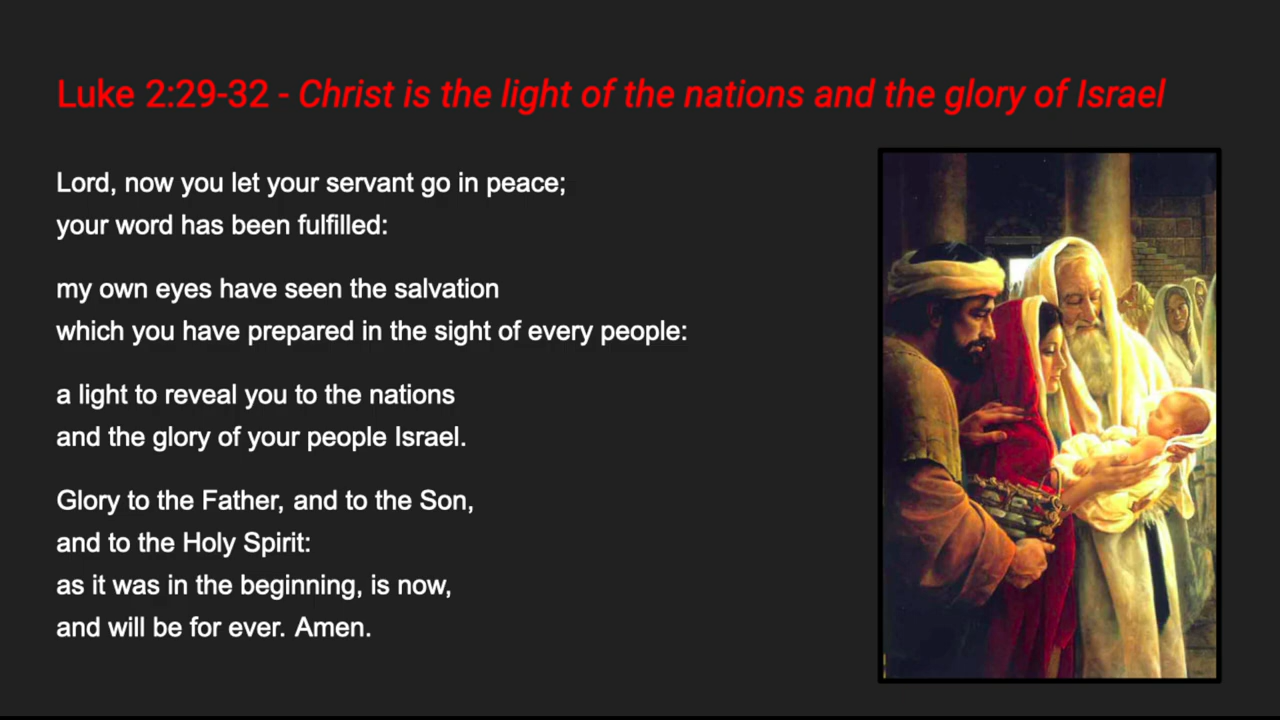 Luke 2:29-32 - Christ is the light of the nations and the glory of Israel
Lord, now you let your servant go in peace;
your word has been fulfilled:
my own eyes have seen the salvation
which you have prepared in the sight of every people:
a light to reveal you to the nations
and the glory of your people Israel.
Glory to the Father, and to the Son,
and to the Holy Spirit:
as it was in the beginning, is now,
and will be for ever. Amen.